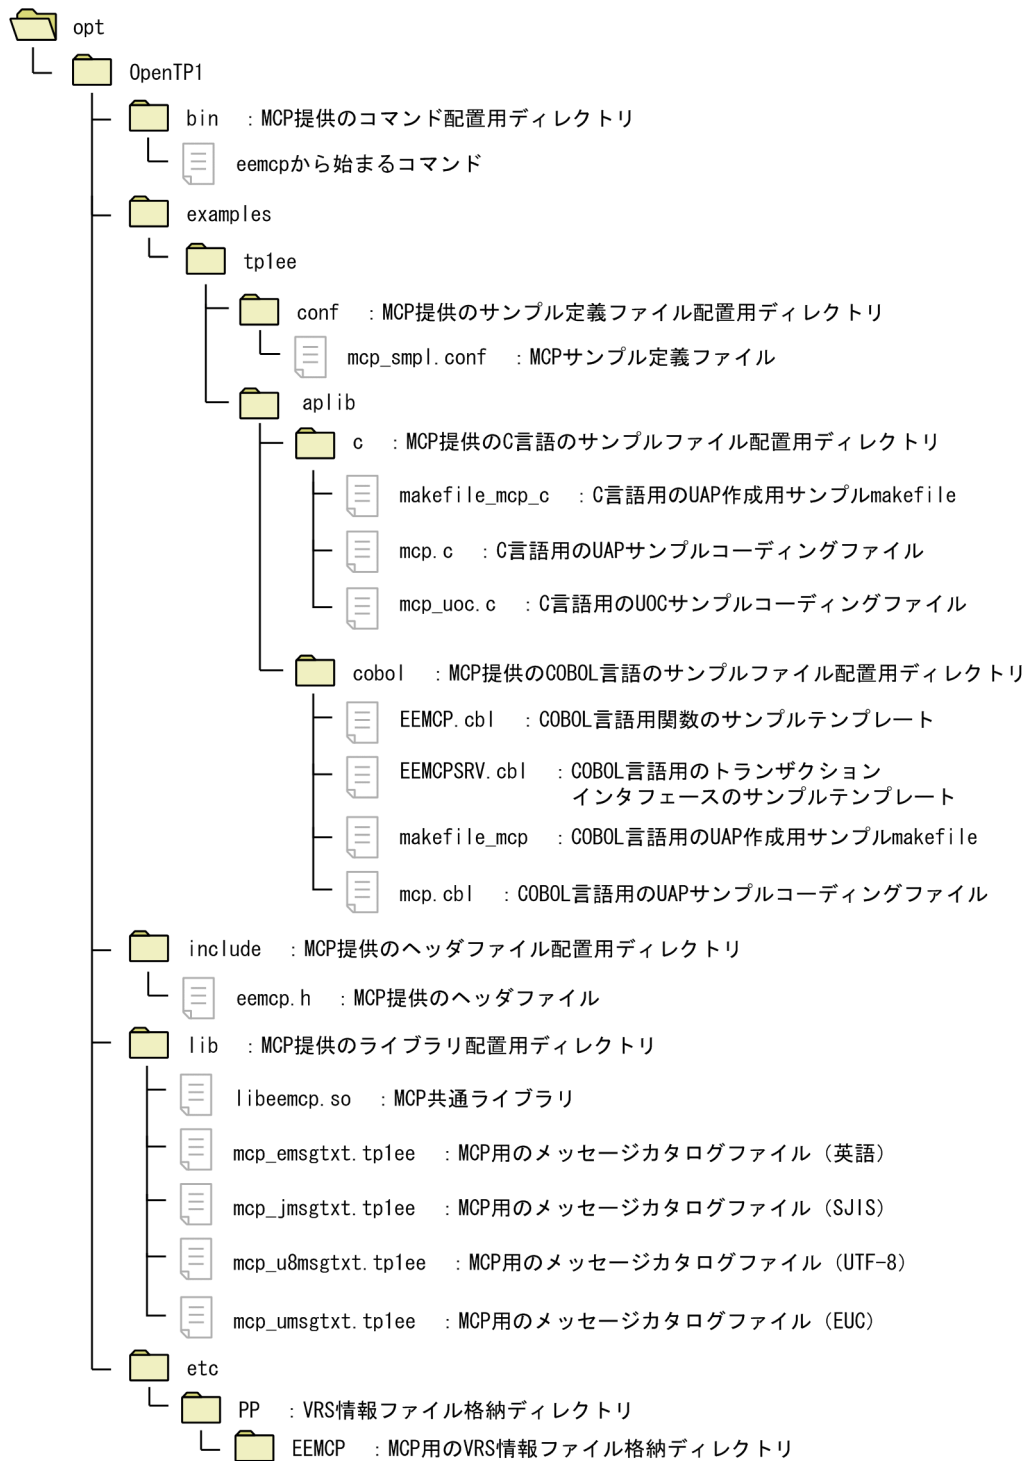 opt
OpenTP1
bin ：MCP提供のコマンド配置用ディレクトリ
eemcpから始まるコマンド
examples
tp1ee
conf ：MCP提供のサンプル定義ファイル配置用ディレクトリ
mcp_smpl.conf ：MCPサンプル定義ファイル
aplib
c ：MCP提供のC言語のサンプルファイル配置用ディレクトリ
makefile_mcp_c ：C言語用のUAP作成用サンプルmakefile
mcp.c ：C言語用のUAPサンプルコーディングファイル
mcp_uoc.c ：C言語用のUOCサンプルコーディングファイル
cobol ：MCP提供のCOBOL言語のサンプルファイル配置用ディレクトリ
EEMCP.cbl ：COBOL言語用関数のサンプルテンプレート
EEMCPSRV.cbl ：COBOL言語用のトランザクション
インタフェースのサンプルテンプレート
makefile_mcp ：COBOL言語用のUAP作成用サンプルmakefile
mcp.cbl ：COBOL言語用のUAPサンプルコーディングファイル
include ：MCP提供のヘッダファイル配置用ディレクトリ
eemcp.h ：MCP提供のヘッダファイル
lib ：MCP提供のライブラリ配置用ディレクトリ
libeemcp.so ：MCP共通ライブラリ
mcp_emsgtxt.tp1ee ：MCP用のメッセージカタログファイル（英語）
mcp_jmsgtxt.tp1ee ：MCP用のメッセージカタログファイル（SJIS）
mcp_u8msgtxt.tp1ee ：MCP用のメッセージカタログファイル（UTF-8）
mcp_umsgtxt.tp1ee ：MCP用のメッセージカタログファイル（EUC）
etc
PP ：VRS情報ファイル格納ディレクトリ
EEMCP ：MCP用のVRS情報ファイル格納ディレクトリ